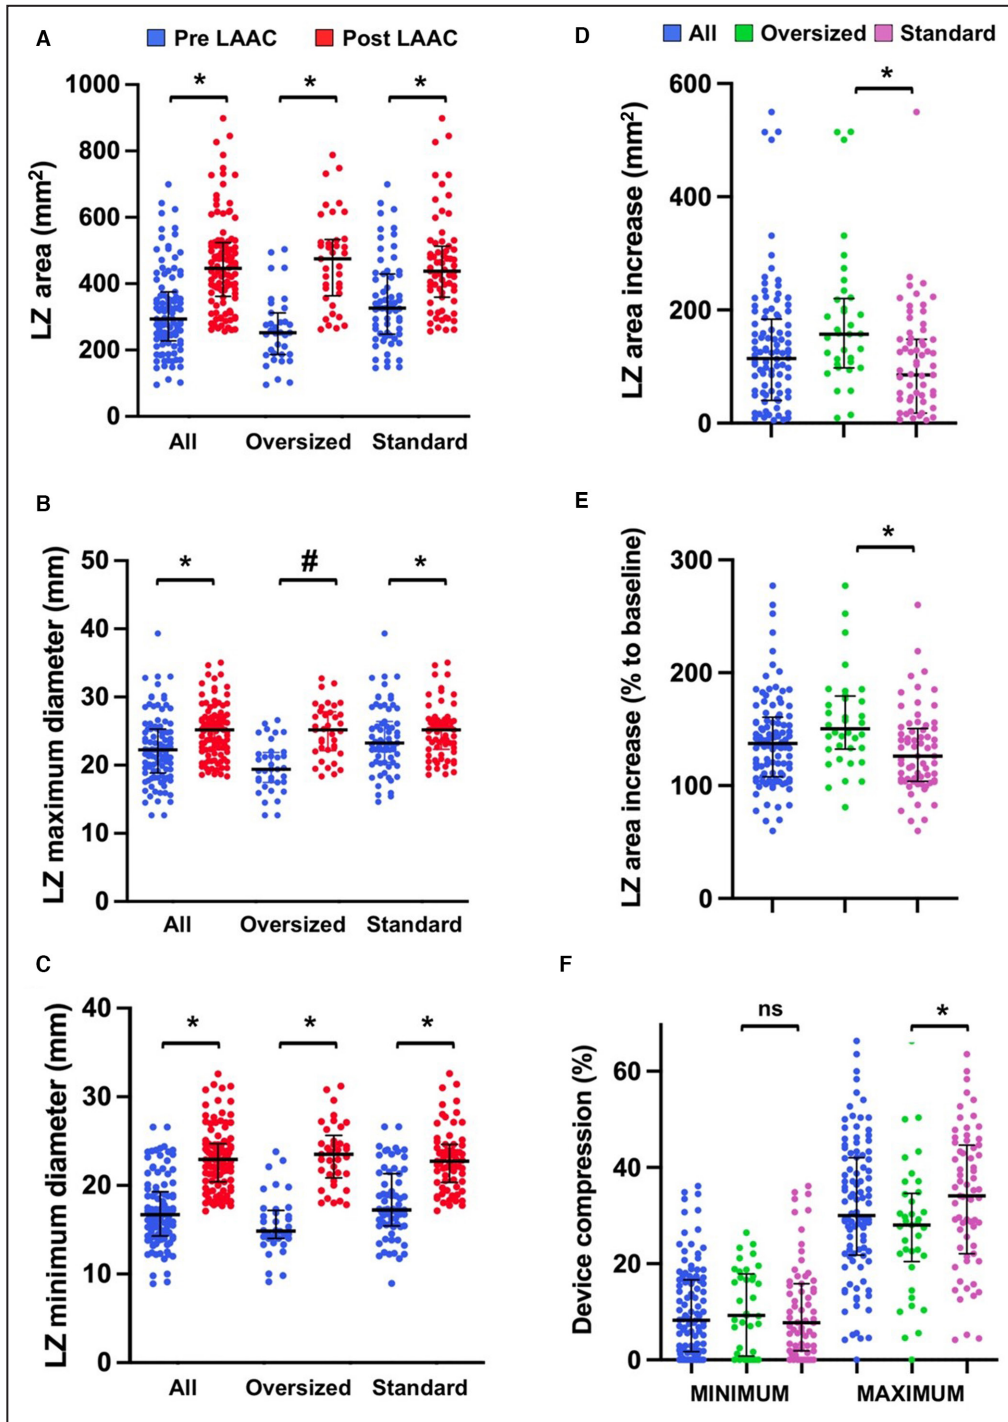 A
Pre LAAC
Post LAAC
LZ area (mm²)
1000
800
600
400
200
0
*
*
*
All
Oversized
Standard
B
LZ maximum diameter (mm)
50
40
30
20
10
0
*
#
*
All
Oversized
Standard
C
LZ minimum diameter (mm)
40
30
20
10
0
*
*
*
All
Oversized
Standard
D
All
Oversized
Standard
LZ area increase (mm²)
600
400
200
0
*
E
LZ area increase (% to baseline)
300
200
100
0
*
F
Device compression (%)
60
40
20
0
ns
*
MINIMUM
MAXIMUM